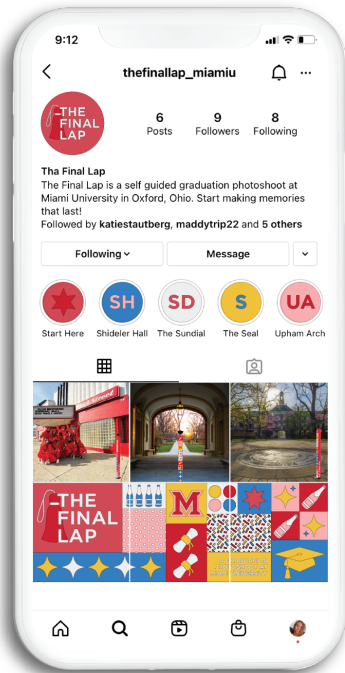 9:12
thefinallap_miamiu
THE
FINAL
LAP
6
Posts
9
Followers
8
Following
Tha Final Lap
The Final Lap is a self guided graduation photoshoot at
Miami University in Oxford, Ohio. Start making memories
that last!
Followed by katiestautberg, maddytrip22 and 5 others
Following
Message
SH
SD
S
UA
Start Here
Shideler Hall
The Sundial
The Seal
Upham Arch
THE
FINAL
LAP
M